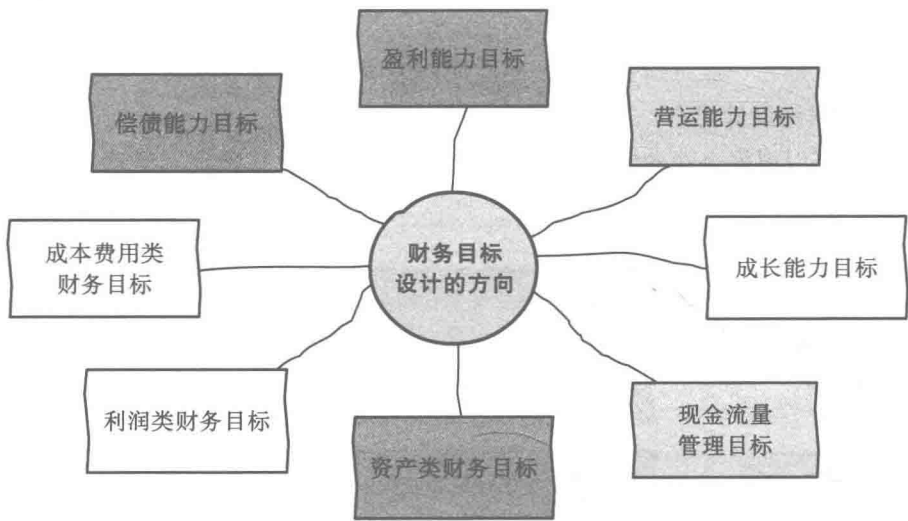 盈利能力目标
偿债能力目标
营运能力目标
成本费用类
财务目标
财务目标
设计的方向
成长能力目标
利润类财务目标
现金流量
管理目标
资产类财务目标